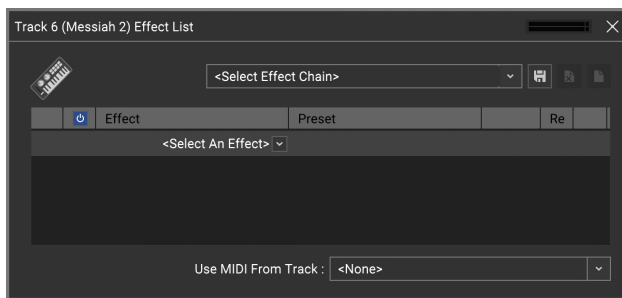 Track 6 (Messiah 2) Effect List
<Select Effect Chain>
Effect Preset Re
<Select An Effect>
Use MIDI From Track : <None>